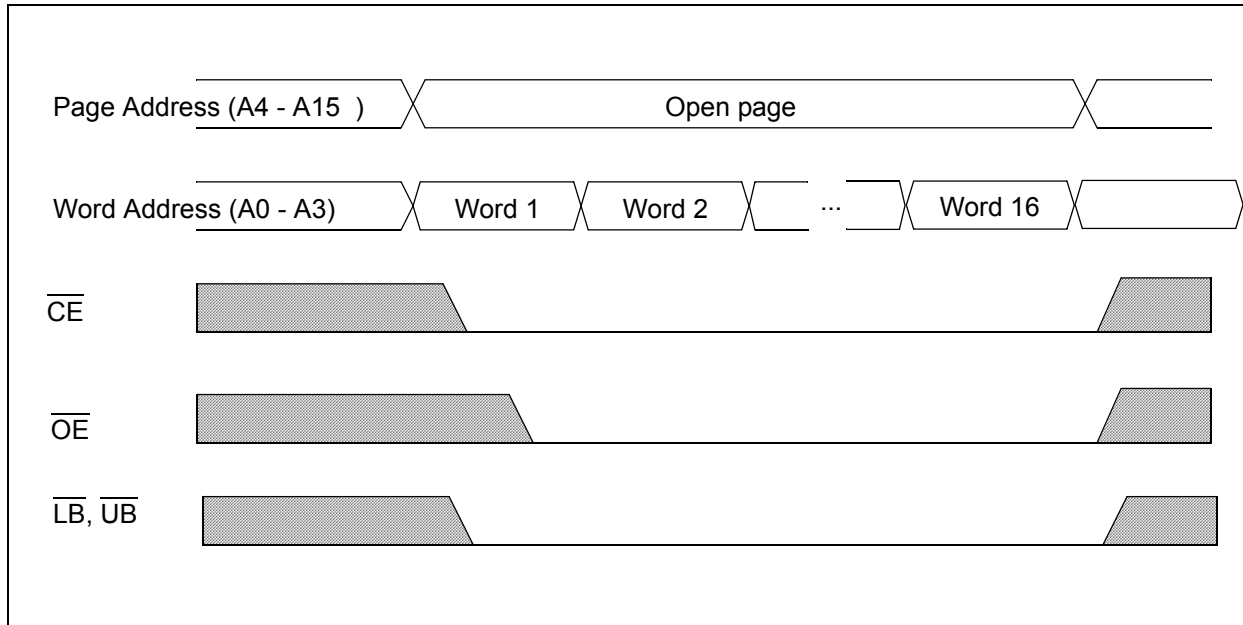 Page Address (A4 - A15 ) Open page
Word Address (A0 - A3) Word 1 Word 2 ... Word 16
CE
OE
LB, UB